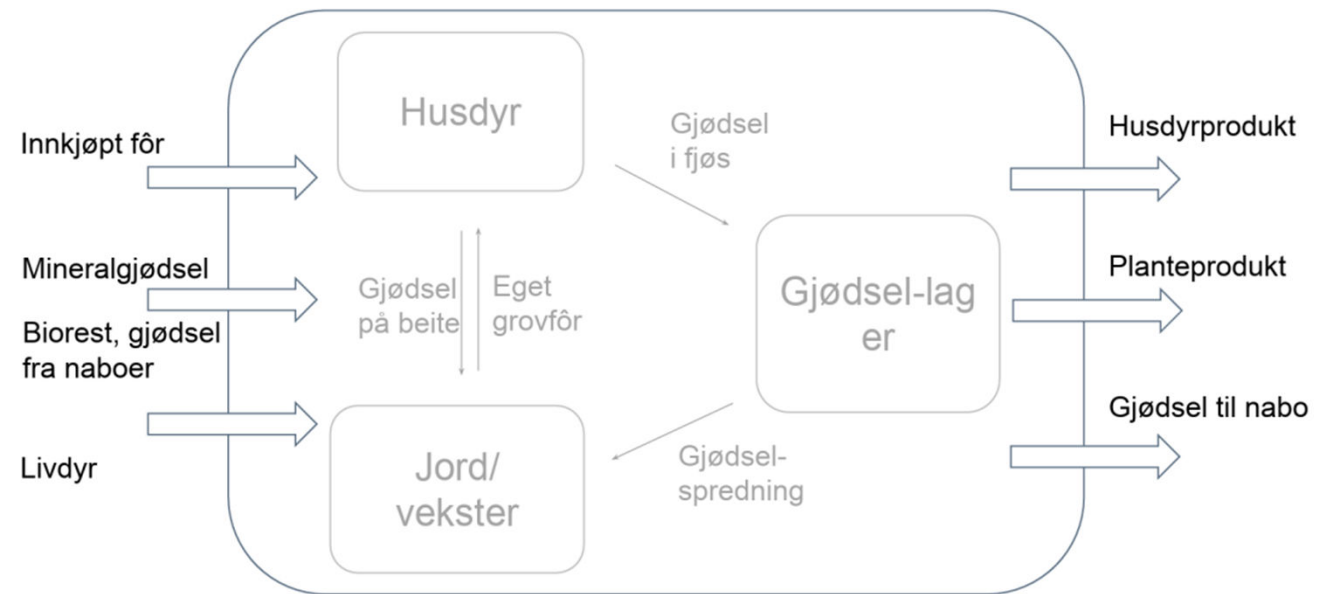 Innkjøpt fôr
Mineralgjødsel
Biorest, gjødsel
fra naboer
Livdyr
Husdyr
Gjødsel
i fjøs
Gjødsel
på beite
Eget
grovfôr
Gjødsel-lag
er
Jord/
vekster
Gjødsel-
spredning
Husdyrprodukt
Planteprodukt
Gjødsel til nabo